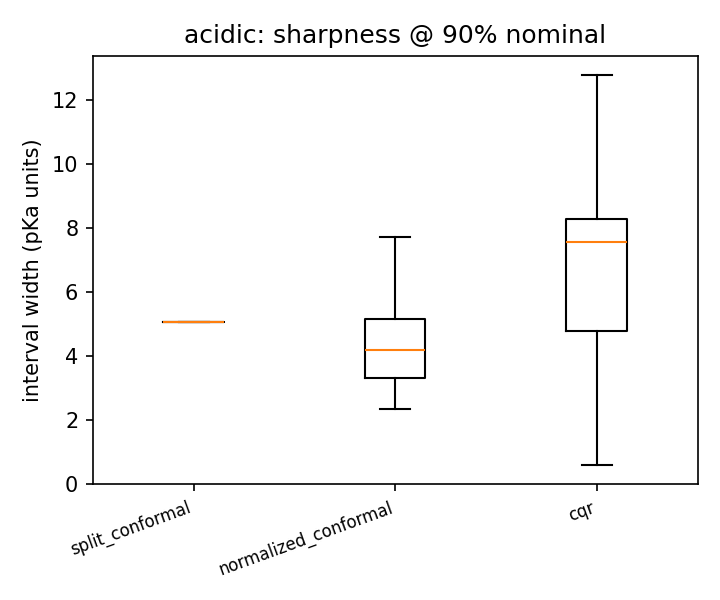 acidic: sharpness @ 90% nominal
interval width (pKa units)
12
10
8
6
4
2
0
split_conformal
normalized_conformal
cqr